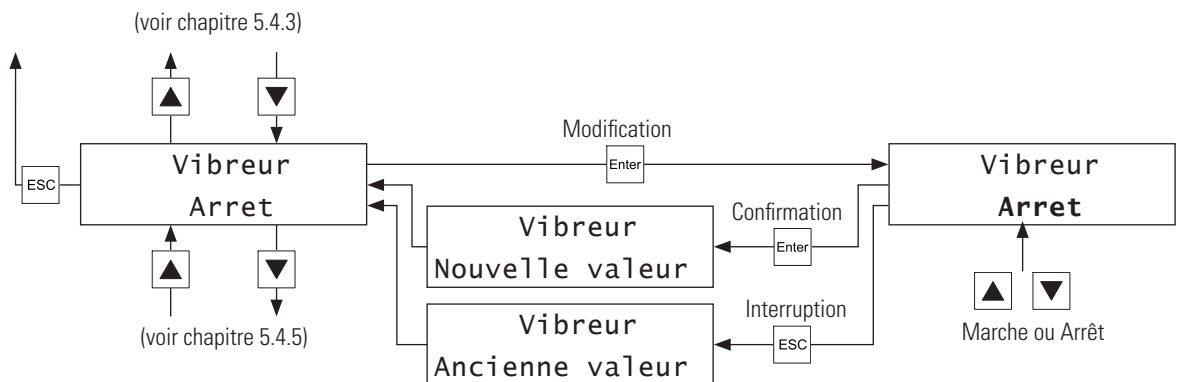 (voir chapitre 5.4.3)
Modification
Enter
Vibreur
Arret
ESC
Vibreur
Arret
Confirmation
Enter
Vibreur
Nouvelle valeur
Interruption
ESC
Vibreur
Ancienne valeur
(voir chapitre 5.4.5)
Marche ou Arrêt